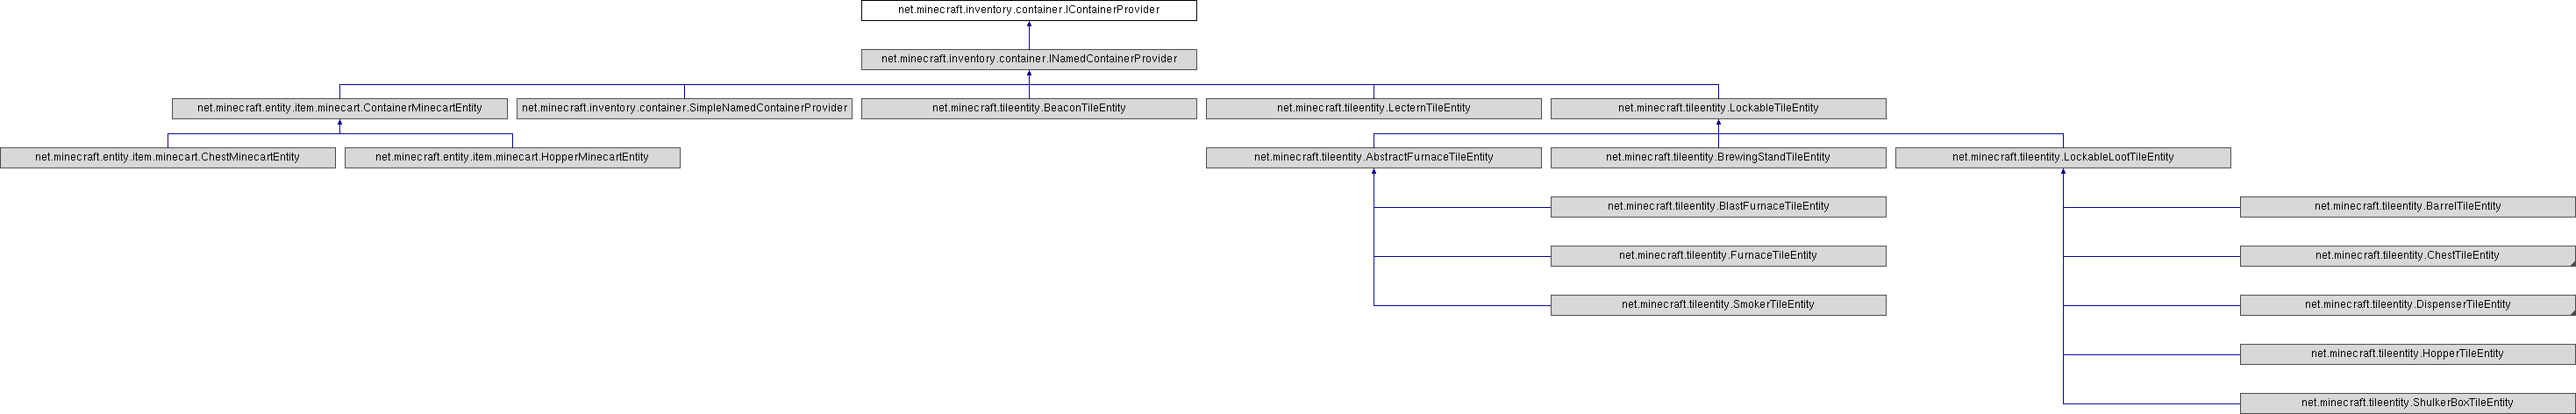 net.minecraft.inventory.container.IContainerProvider
net.minecraft.inventory.container.INamedContainerProvider
net.minecraft.entity.item.minecart.ContainerMinecartEntity
net.minecraft.inventory.container.SimpleNamedContainerProvider
net.minecraft.tileentity.BeaconTileEntity
net.minecraft.tileentity.LecternTileEntity
net.minecraft.tileentity.LockableTileEntity
net.minecraft.entity.item.minecart.ChestMinecartEntity
net.minecraft.entity.item.minecart.HopperMinecartEntity
net.minecraft.tileentity.AbstractFurnaceTileEntity
net.minecraft.tileentity.BrewingStandTileEntity
net.minecraft.tileentity.LockableLootTileEntity
net.minecraft.tileentity.BlastFurnaceTileEntity
net.minecraft.tileentity.BarrelTileEntity
net.minecraft.tileentity.FurnaceTileEntity
net.minecraft.tileentity.ChestTileEntity
net.minecraft.tileentity.SmokerTileEntity
net.minecraft.tileentity.DispenserTileEntity
net.minecraft.tileentity.HopperTileEntity
net.minecraft.tileentity.ShulkerBoxTileEntity